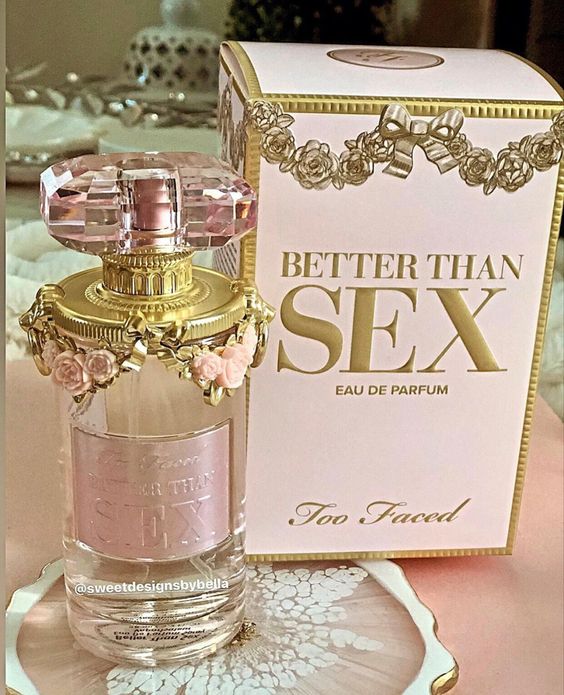 BETTER THAN
SEX
EAU DE PARFUM
Too Faced
Too Faced
BETTER THAN
SEX
@sweetdesignsbybella